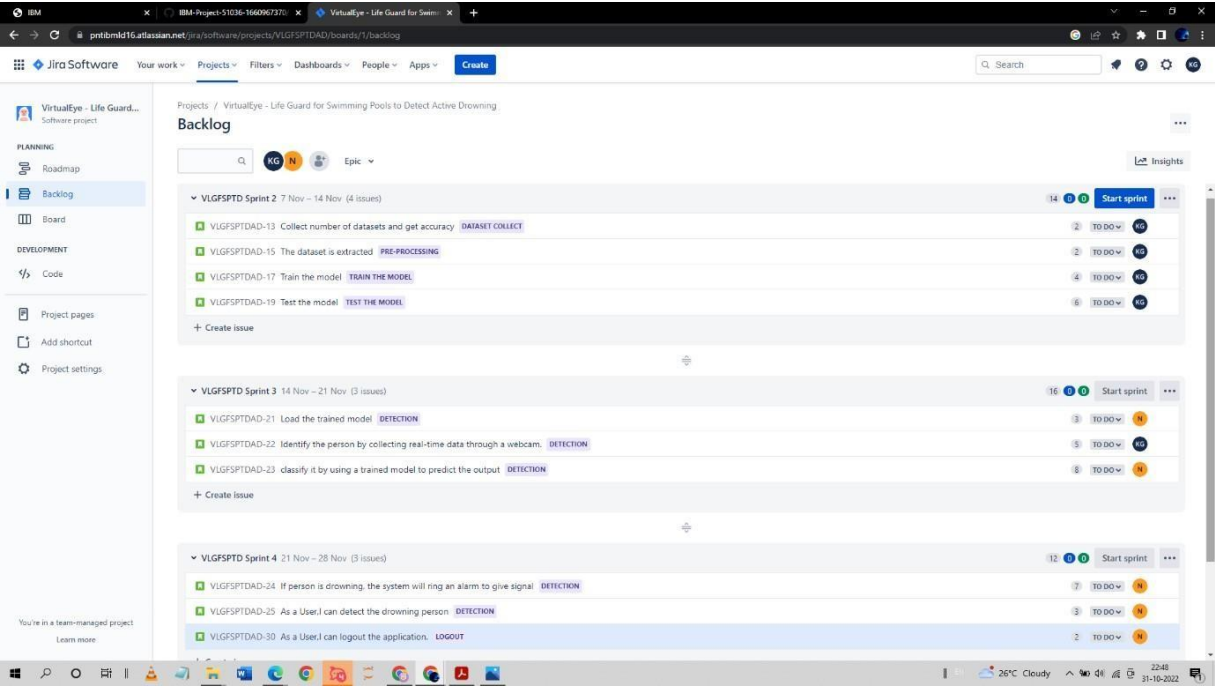 IBM
IBM-Project-51036-1660967370/
VirtualEye - Life Guard for Swimm
pntibmld16.atlassian.net/jira/software/projects/VLGFSPTDAD/boards/1/backlog
Jira Software Your work Projects Filters Dashboards People Apps Create Search KG
VirtualEye - Life Guard...
Software project
Projects / VirtualEye - Life Guard for Swimming Pools to Detect Active Drowning
Backlog
PLANNING
Roadmap
Backlog
Board
DEVELOPMENT
Code
Project pages
Add shortcut
Project settings
You're in a team-managed project
Learn more
KG N Epic Insights
VLGFSPTD Sprint 2 7 Nov – 14 Nov (4 issues) 14 0 0 Start sprint
VLGFSPTDAD-13 Collect number of datasets and get accuracy DATASET COLLECT 2 TO DO KG
VLGFSPTDAD-15 The dataset is extracted PRE-PROCESSING 2 TO DO KG
VLGFSPTDAD-17 Train the model TRAIN THE MODEL 4 TO DO KG
VLGFSPTDAD-19 Test the model TEST THE MODEL 6 TO DO KG
+ Create issue
VLGFSPTD Sprint 3 14 Nov – 21 Nov (3 issues) 16 0 0 Start sprint
VLGFSPTDAD-21 Load the trained model DETECTION 3 TO DO N
VLGFSPTDAD-22 Identify the person by collecting real-time data through a webcam. DETECTION 5 TO DO KG
VLGFSPTDAD-23 classify it by using a trained model to predict the output DETECTION 8 TO DO N
+ Create issue
VLGFSPTD Sprint 4 21 Nov – 28 Nov (3 issues) 12 0 0 Start sprint
VLGFSPTDAD-24 If person is drowning, the system will ring an alarm to give signal DETECTION 7 TO DO N
VLGFSPTDAD-25 As a User,I can detect the drowning person DETECTION 3 TO DO N
VLGFSPTDAD-30 As a User,I can logout the application. LOGOUT 2 TO DO N
26°C Cloudy
22:48
31-10-2022